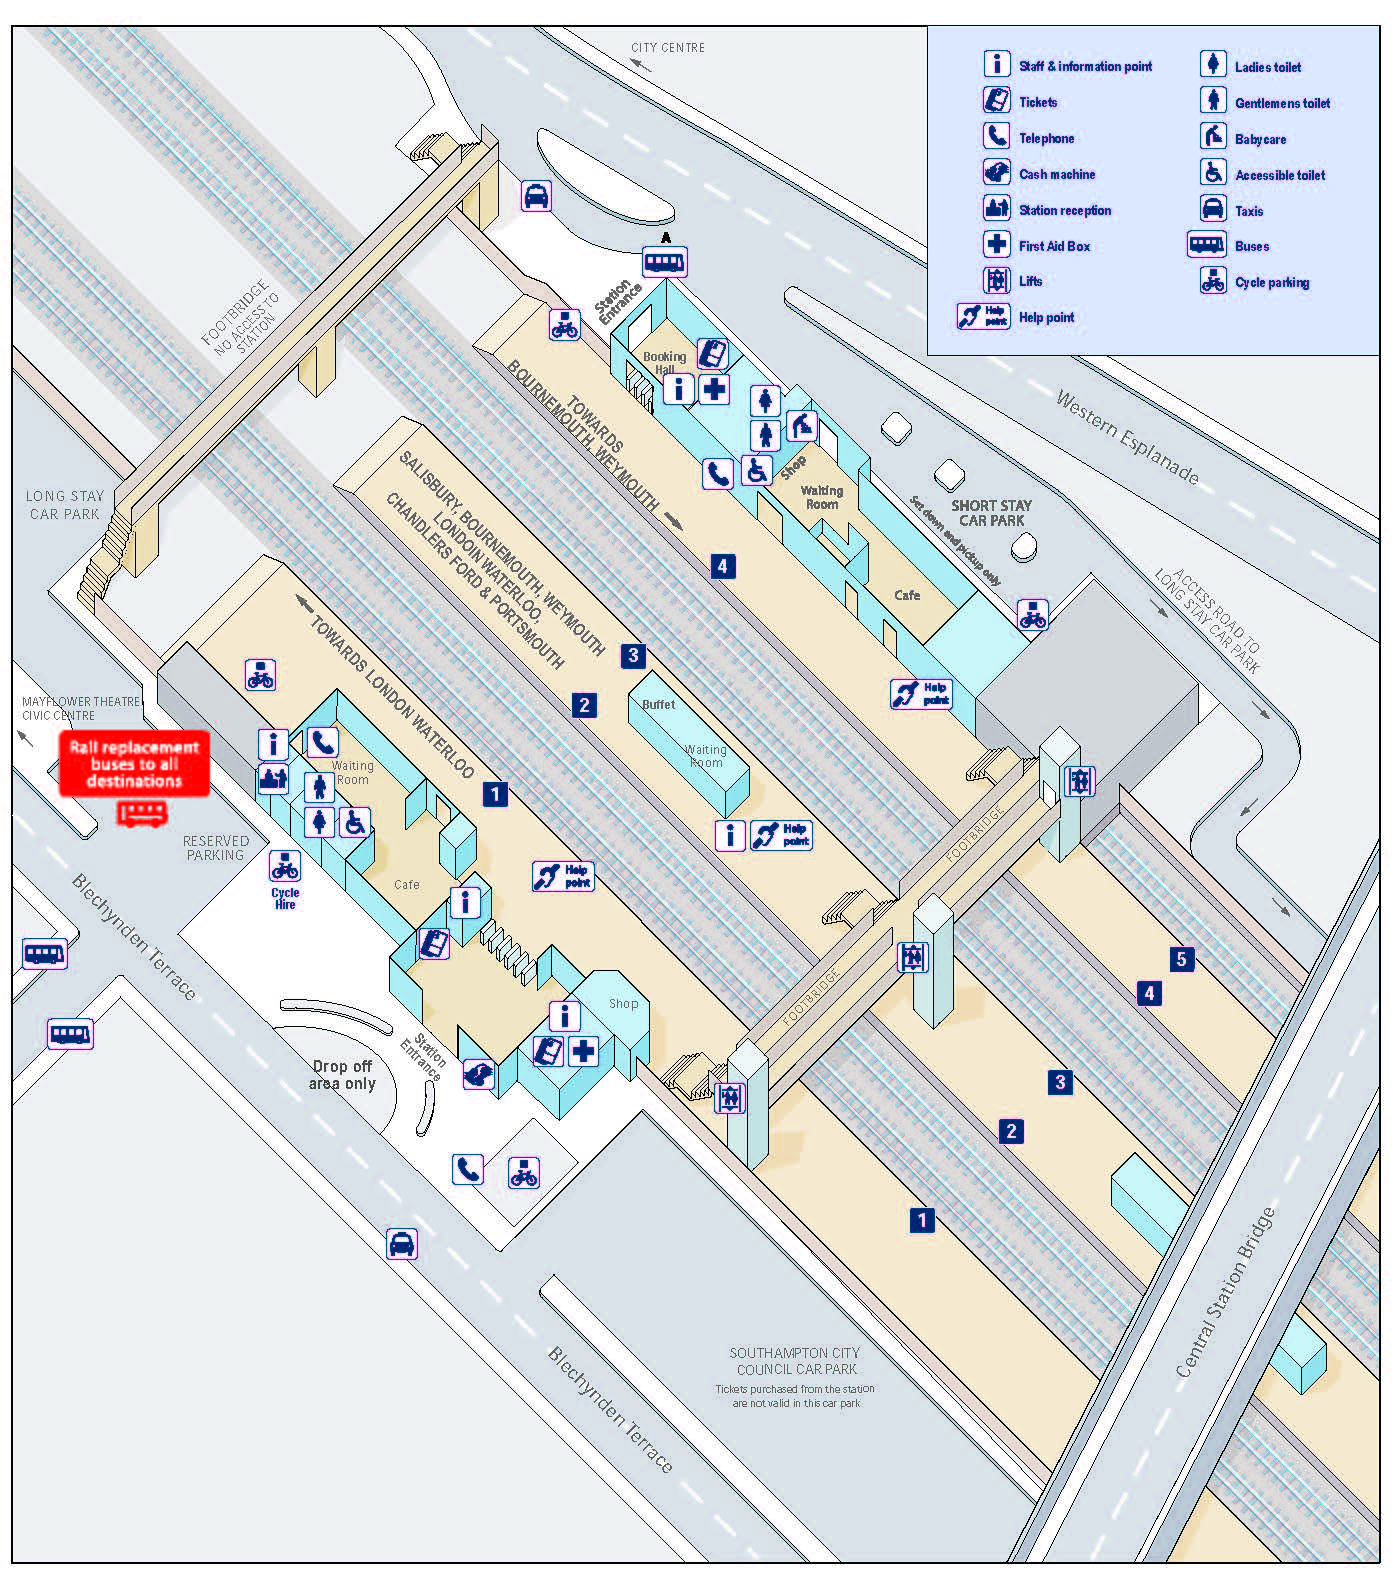 CITY CENTRE
Staff & information point
Tickets
Telephone
Cash machine
Station reception
First Aid Box
Lifts
Help point
Help point
Ladies toilet
Gentlemens toilet
Babycare
Accessible toilet
Taxis
Buses
Cycle parking
A
Station
Entrance
FOOTBRIDGE
NO ACCESS TO
STATION
Booking
Hall
TOWARDS
BOURNEMOUTH, WEYMOUTH
Shop
Waiting
Room
Cafe
Western Esplanade
SHORT STAY
CAR PARK
Set down and pickup only
ACCESS ROAD TO
LONG STAY CAR PARK
LONG STAY
CAR PARK
SALISBURY, BOURNEMOUTH, WEYMOUTH
LONDOIN WATERLOO,
CHANDLERS FORD & PORTSMOUTH
4
3
2
Help
point
TOWARDS LONDON WATERLOO
1
Buffet
Waiting
Room
Help
point
MAYFLOWER THEATRE
CIVIC CENTRE
Rail replacement
buses to all
destinations
Waiting
Room
RESERVED
PARKING
Cycle
Hire
Cafe
Help
point
FOOTBRIDGE
FOOTBRIDGE
Blechynden Terrace
Shop
Station
Entrance
Drop off
area only
5
4
3
2
1
Central Station Bridge
SOUTHAMPTON CITY
COUNCIL CAR PARK
Tickets purchased from the station
are not valid in this car park
Blechynden Terrace